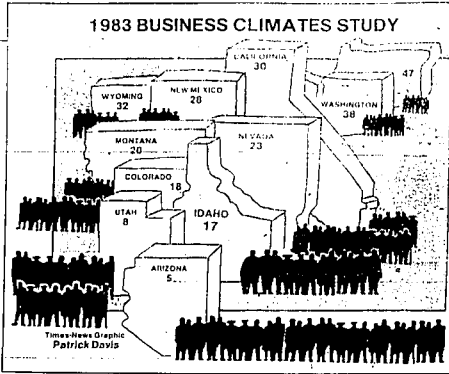 1983 BUSINESS CLIMATES STUDY
CALIFORNIA
30
47
WYOMING
32
NEW MEXICO
28
WASHINGTON
38
MONTANA
20
NEVADA
23
COLORADO
18
UTAH
8
IDAHO
17
ARIZONA
5
Times-News Graphic
Patrick Davis